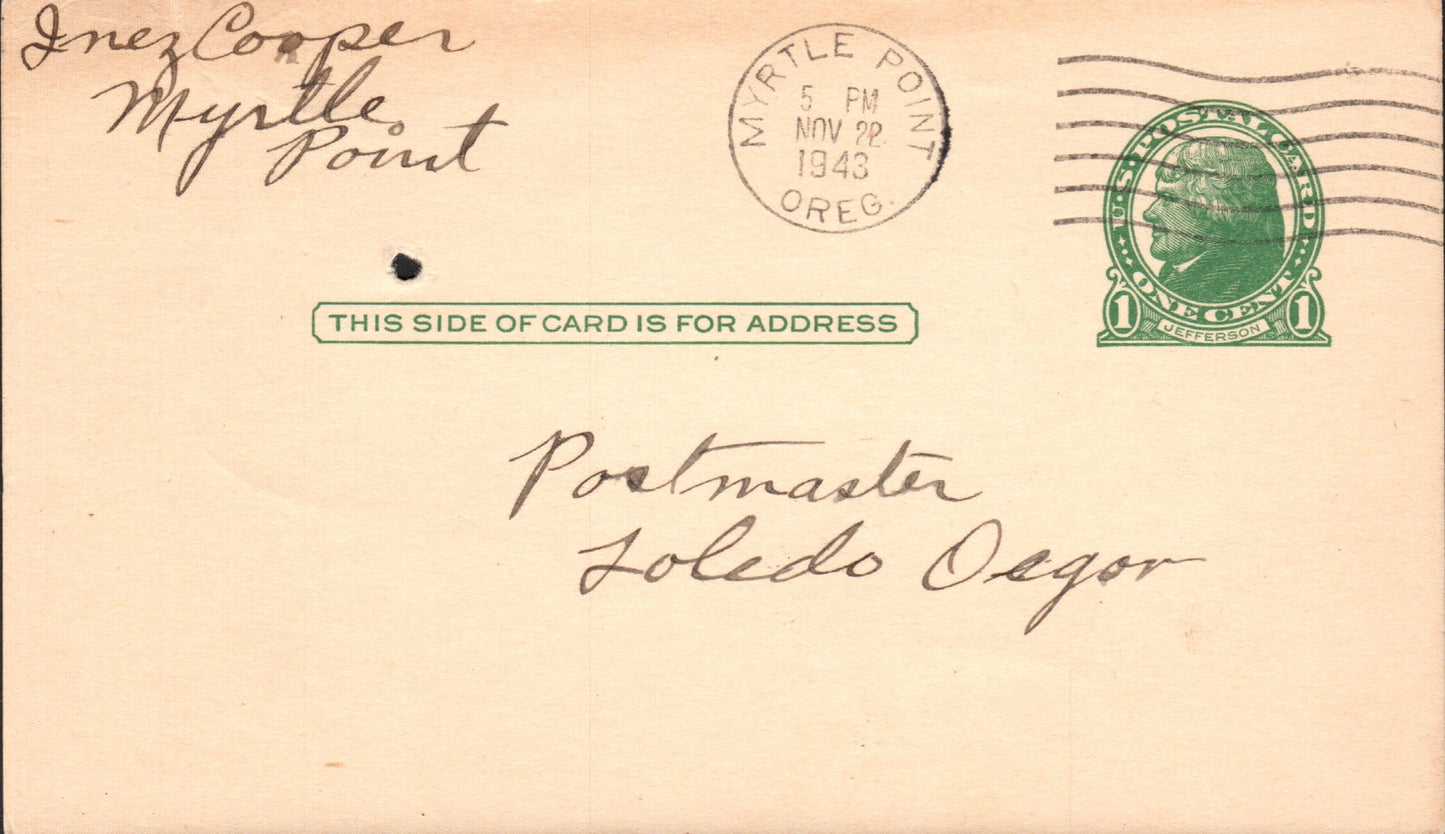 Inez Cooper
Myrtle
Point
MYRTLE POINT
5 PM
NOV 22
1943
OREG.
U.S. POSTAL CARD
ONE CENT
1 JEFFERSON 1
THIS SIDE OF CARD IS FOR ADDRESS
Postmaster
Toledo Oegon